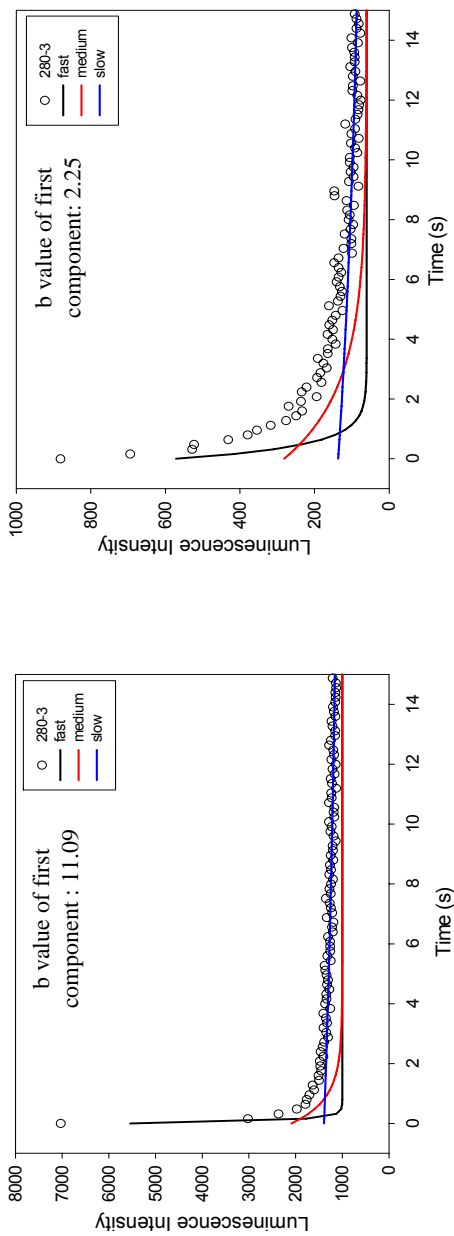 8000
7000
6000
5000
4000
3000
2000
1000
0
Luminescence Intensity
0 2 4 6 8 10 12 14
Time (s)
b value of first
component : 11.09
280-3
fast
medium
slow
1000
800
600
400
200
0
Luminescence Intensity
0 2 4 6 8 10 12 14
Time (s)
b value of first
component: 2.25
280-3
fast
medium
slow